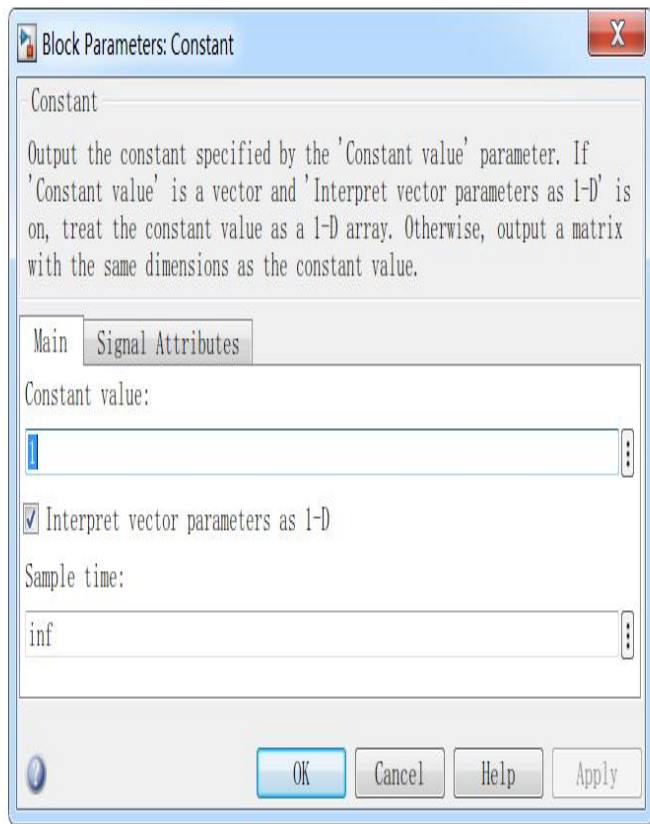 Block Parameters: Constant
X
Constant
Output the constant specified by the 'Constant value' parameter. If
'Constant value' is a vector and 'Interpret vector parameters as 1-D' is
on, treat the constant value as a 1-D array. Otherwise, output a matrix
with the same dimensions as the constant value.
Main Signal Attributes
Constant value:
1
Interpret vector parameters as 1-D
Sample time:
inf
? OK Cancel Help Apply